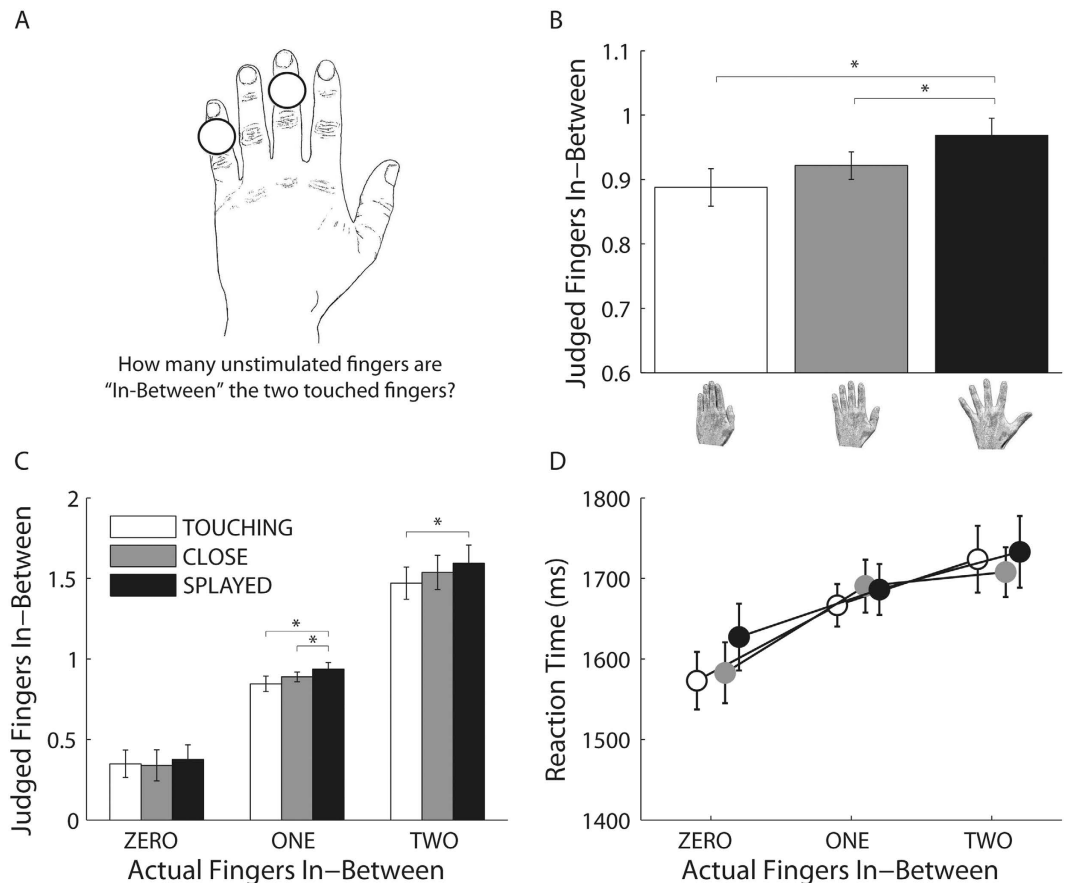 A
How many unstimulated fingers are
“In-Between” the two touched fingers?
B
Judged Fingers In−Between
1.1
1
0.9
0.8
0.7
0.6
*
*
C
Judged Fingers In−Between
2
1.5
1
0.5
0
TOUCHING
CLOSE
SPLAYED
*
*
*
ZERO ONE TWO
Actual Fingers In−Between
D
Reaction Time (ms)
1800
1700
1600
1500
1400
ZERO ONE TWO
Actual Fingers In−Between